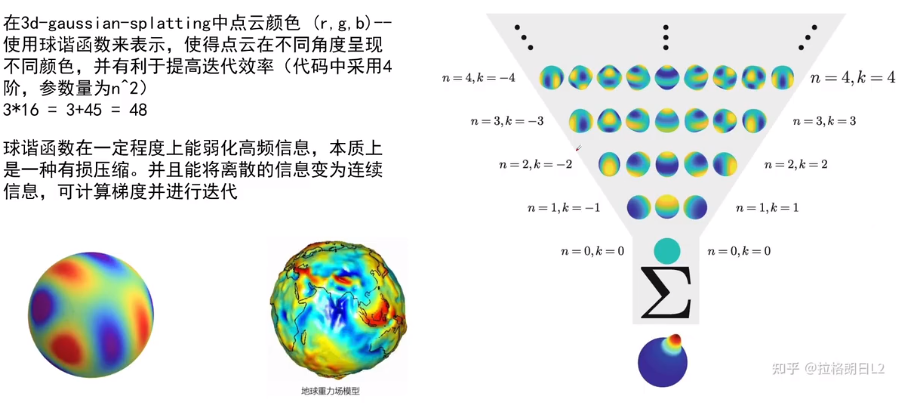 在3d-gaussian-splatting中点云颜色 (r,g,b)--
使用球谐函数来表示，使得点云在不同角度呈现
不同颜色，并有利于提高迭代效率（代码中采用4
阶，参数量为n^2）
3*16 = 3+45 = 48
球谐函数在一定程度上能弱化高频信息，本质上
是一种有损压缩。并且能将离散的信息变为连续
信息，可计算梯度并进行迭代
地球重力场模型
n = 4, k = −4
n = 4, k = 4
n = 3, k = −3
n = 3, k = 3
n = 2, k = −2
n = 2, k = 2
n = 1, k = −1
n = 1, k = 1
n = 0, k = 0
n = 0, k = 0
Σ
知乎 @拉格朗日L2